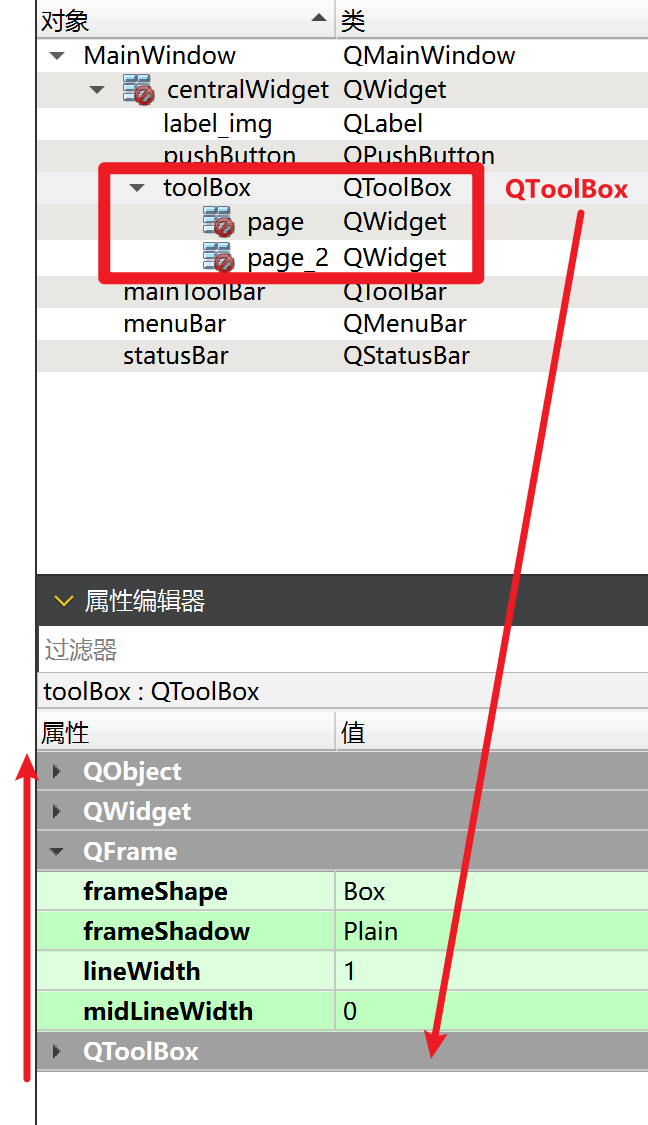 对象 类
MainWindow QMainWindow
centralWidget QWidget
label_img QLabel
pushButton QPushButton
toolBox QToolBox QToolBox
page QWidget
page_2 QWidget
mainToolBar QToolBar
menuBar QMenuBar
statusBar QStatusBar
属性编辑器
过滤器
toolBox : QToolBox
属性 值
QObject
QWidget
QFrame
frameShape Box
frameShadow Plain
lineWidth 1
midLineWidth 0
QToolBox